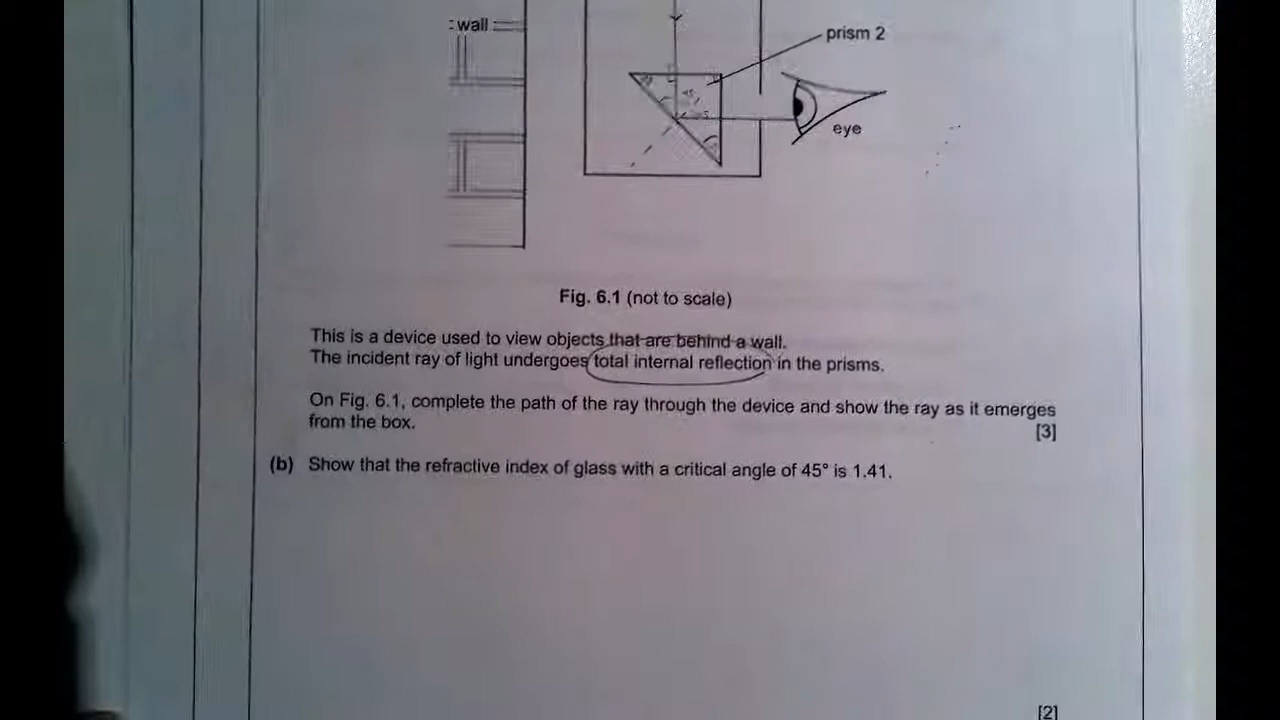 wall
prism 2
45
eye
Fig. 6.1 (not to scale)
This is a device used to view objects that are behind a wall.
The incident ray of light undergoes total internal reflection in the prisms.
On Fig. 6.1, complete the path of the ray through the device and show the ray as it emerges
from the box.
[3]
(b) Show that the refractive index of glass with a critical angle of 45° is 1.41.
[2]